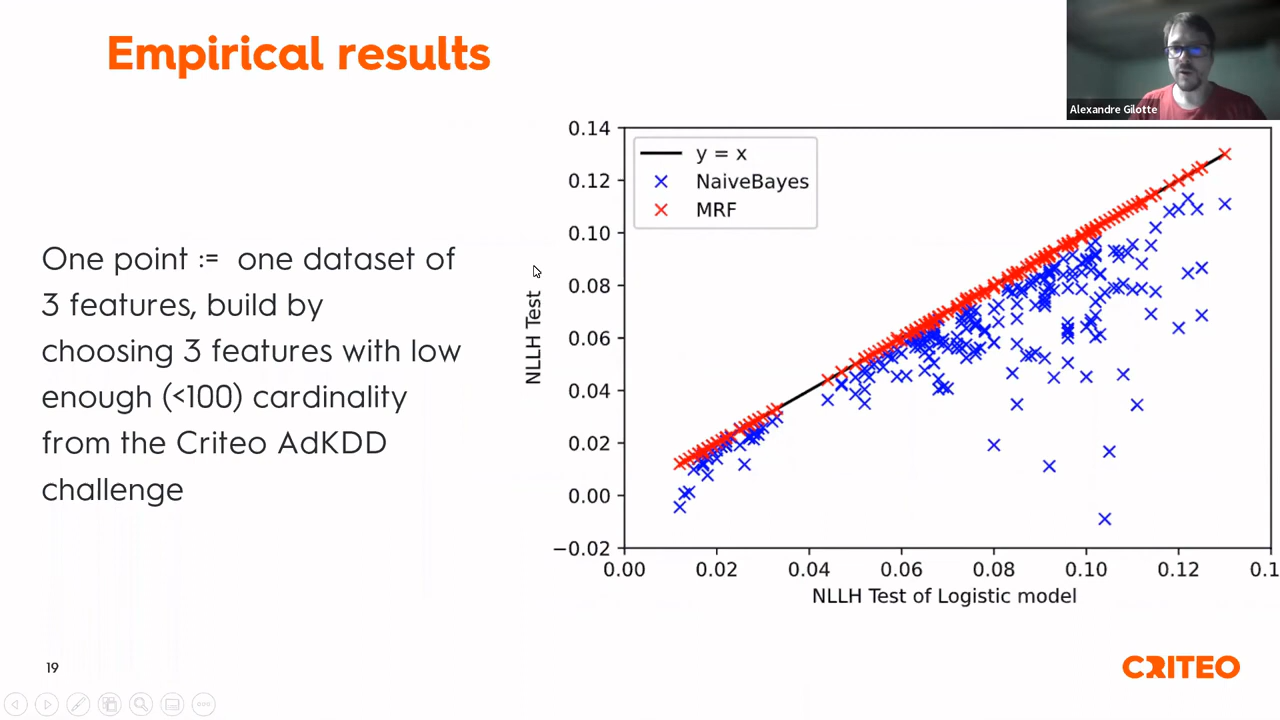 Empirical results
Alexandre Gilotte
One point := one dataset of
3 features, build by
choosing 3 features with low
enough (<100) cardinality
from the Criteo AdKDD
challenge
y = x
NaiveBayes
MRF
0.14
0.12
0.10
0.08
0.06
0.04
0.02
0.00
−0.02
NLLH Test
0.00 0.02 0.04 0.06 0.08 0.10 0.12 0.1
NLLH Test of Logistic model
19
CRITEO